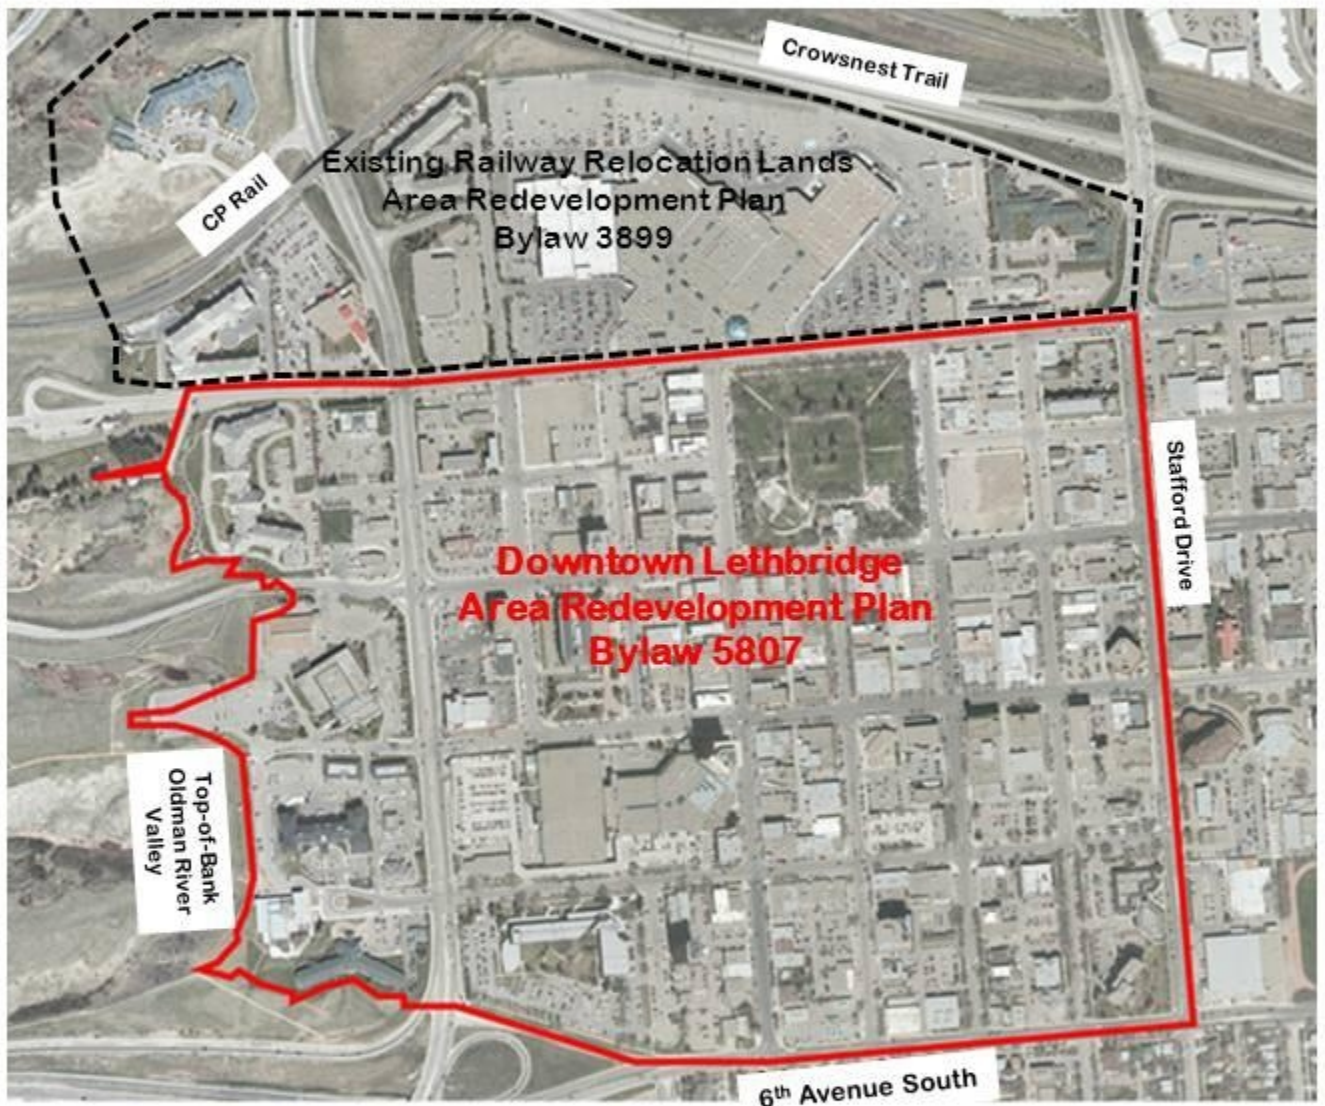 Crowsnest Trail
Existing Railway Relocation Lands
Area Redevelopment Plan
Bylaw 3899
CP Rail
Stafford Drive
Downtown Lethbridge
Area Redevelopment Plan
Bylaw 5807
Top-of-Bank
Oldman River
Valley
6th Avenue South